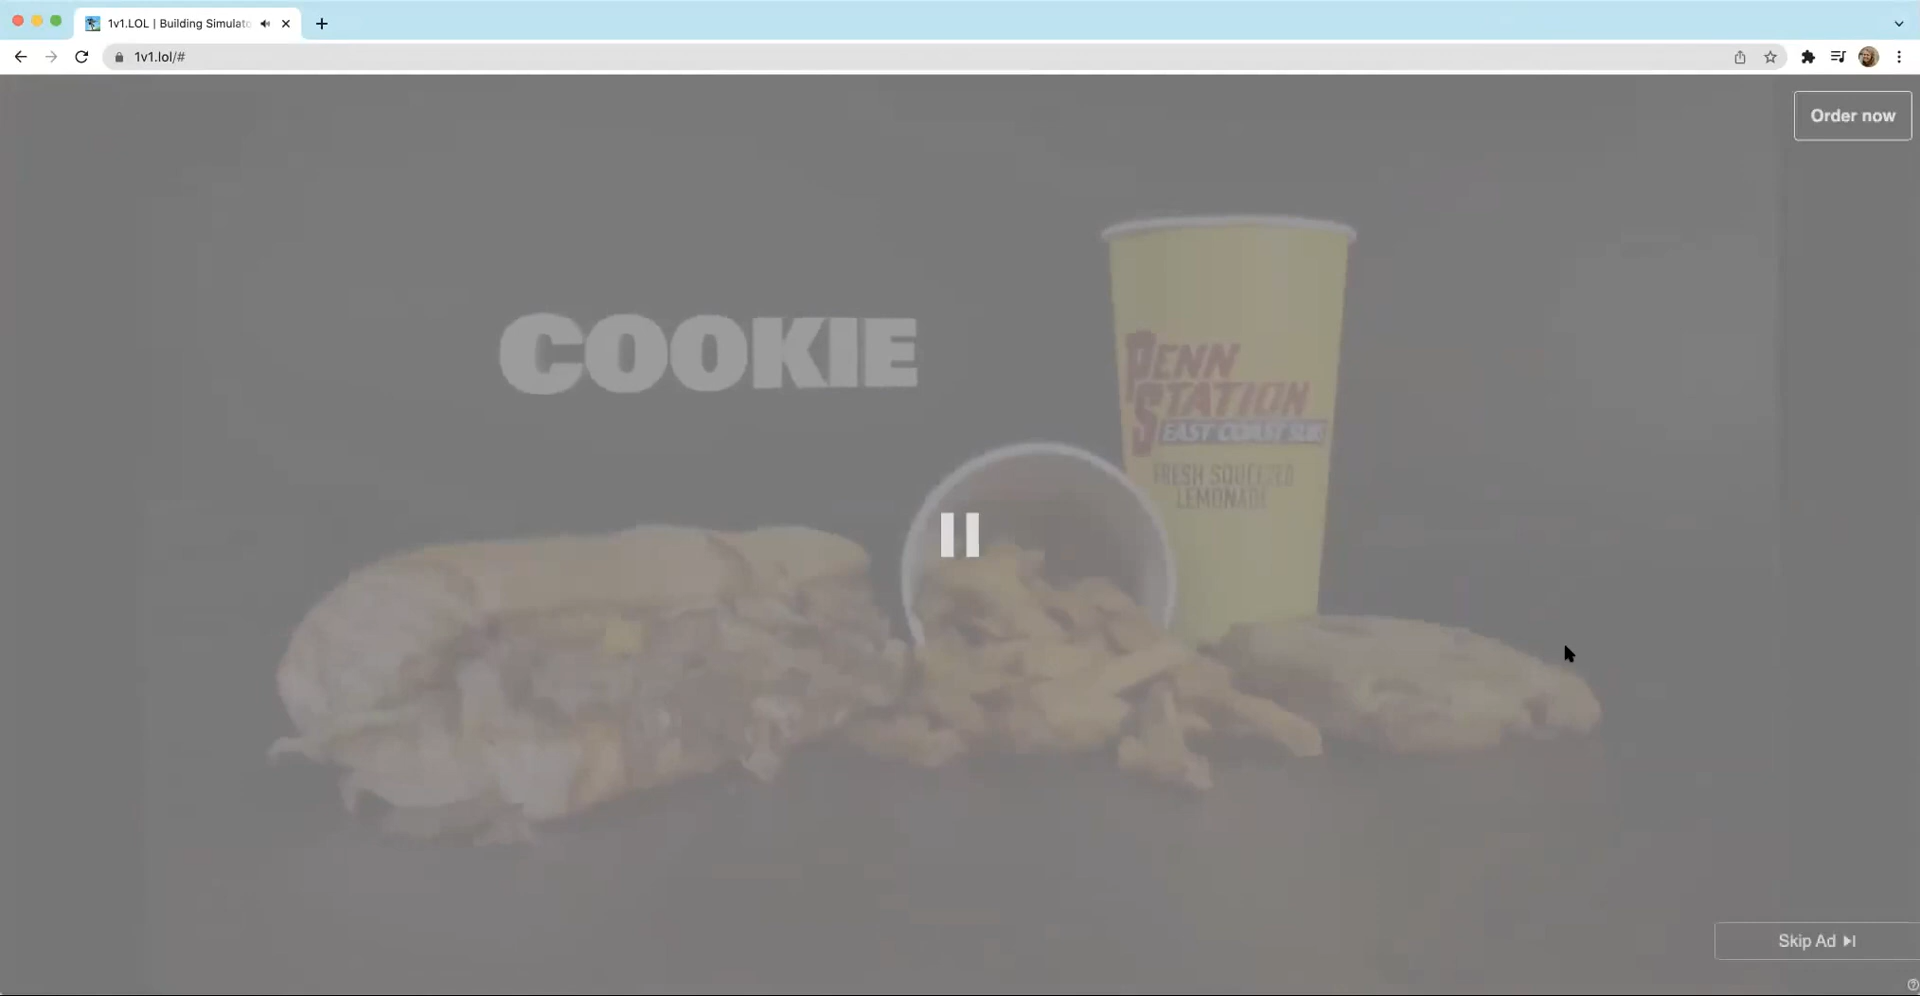 1v1.LOL | Building Simulato
1v1.lol/#
Order now
COOKIE
PENN
STATION
EAST COAST SUBS
FRESH SQUEEZED
LEMONADE
Skip Ad